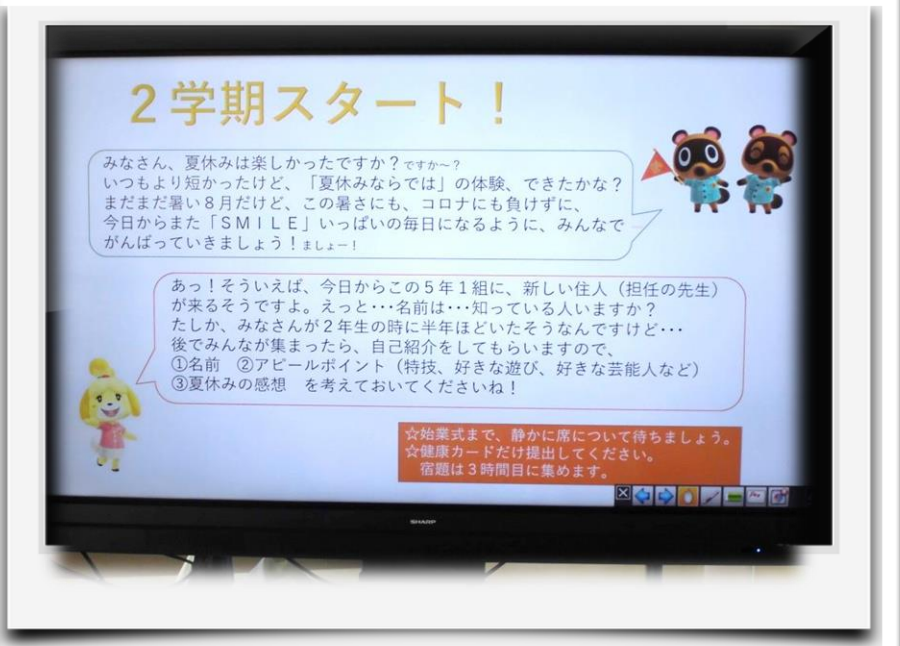 2学期スタート!
みなさん、夏休みは楽しかったですか?ですか~?
いつもより短かったけど、「夏休みならでは」の体験、できたかな?
まだまだ暑い8月だけど、この暑さにも、コロナにも負けずに、
今日からまた「SMILE」いっぱいの毎日になるように、みんなで
がんばっていきましょう!ましょー!
あっ!そういえば、今日からこの5年1組に、新しい住人(担任の先生)
が来るそうですよ。えっと・・・名前は・・・知っている人いますか?
たしか、みなさんが2年生の時に半年ほどいたそうなんですけど・・・
後でみんなが集まったら、自己紹介をしてもらいますので、
①名前 ②アピールポイント(特技、好きな遊び、好きな芸能人など)
③夏休みの感想 を考えておいてくださいね!
☆始業式まで、静かに席について待ちましょう。
☆健康カードだけ提出してください。
宿題は3時間目に集めます。
SHARP